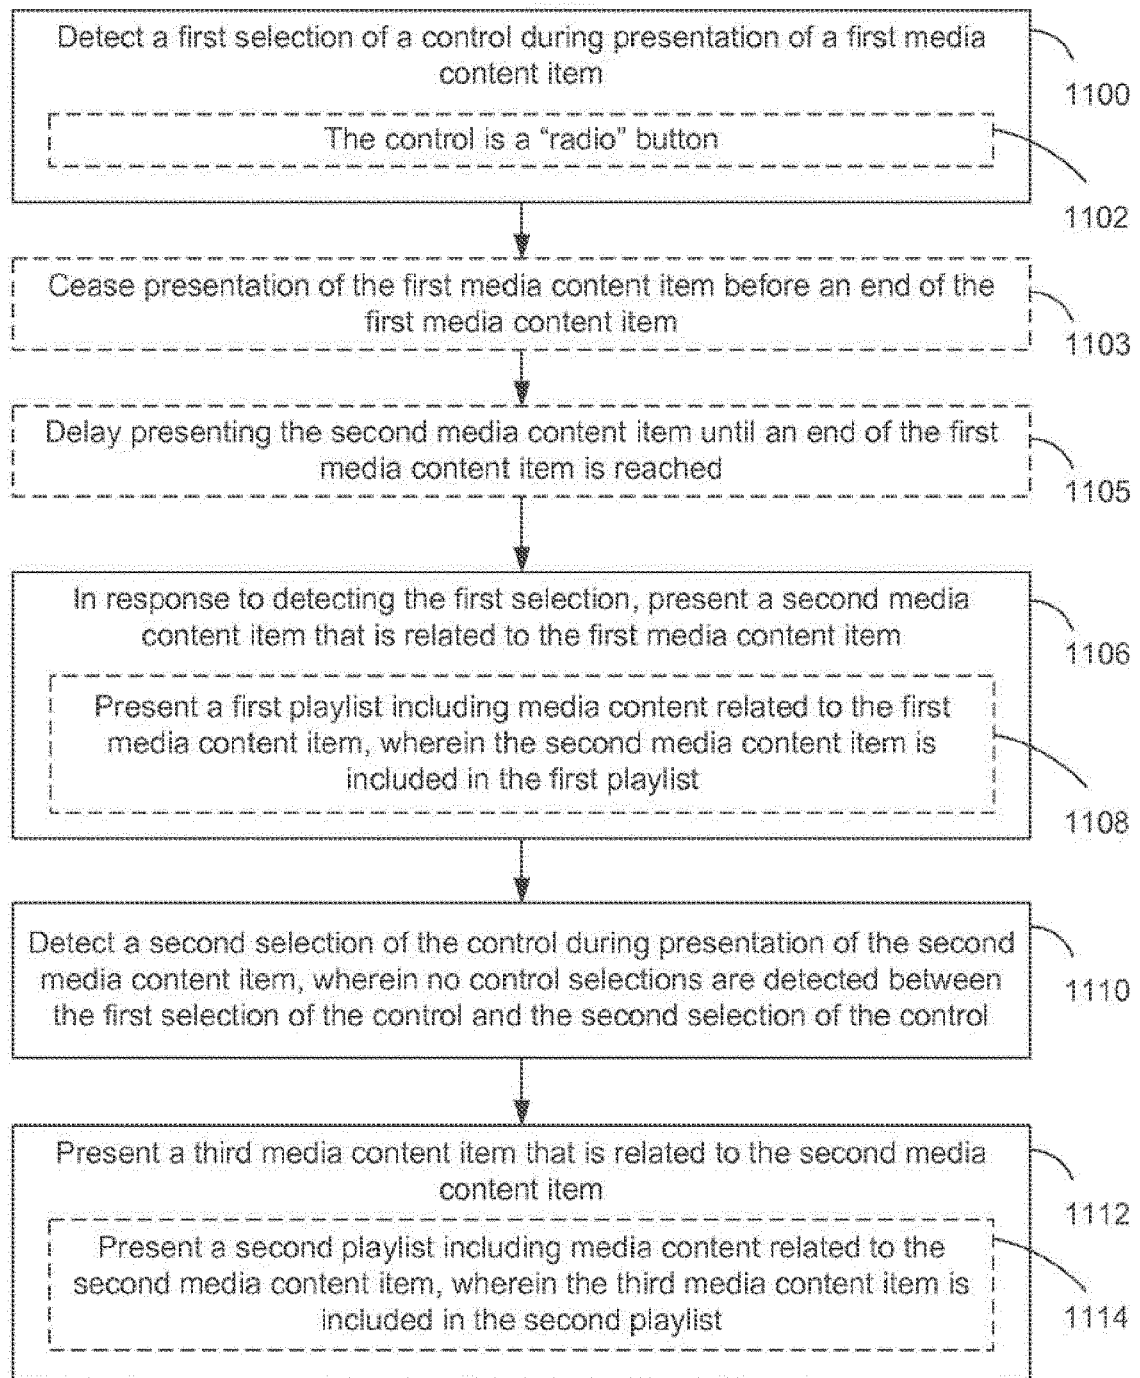 Detect a first selection of a control during presentation of a first media
content item
1100
The control is a “radio” button
1102
Cease presentation of the first media content item before an end of the
first media content item
1103
Delay presenting the second media content item until an end of the first
media content item is reached
1105
In response to detecting the first selection, present a second media
content item that is related to the first media content item
1106
Present a first playlist including media content related to the first
media content item, wherein the second media content item is
included in the first playlist
1108
Detect a second selection of the control during presentation of the second
media content item, wherein no control selections are detected between
the first selection of the control and the second selection of the control
1110
Present a third media content item that is related to the second media
content item
1112
Present a second playlist including media content related to the
second media content item, wherein the third media content item is
included in the second playlist
1114